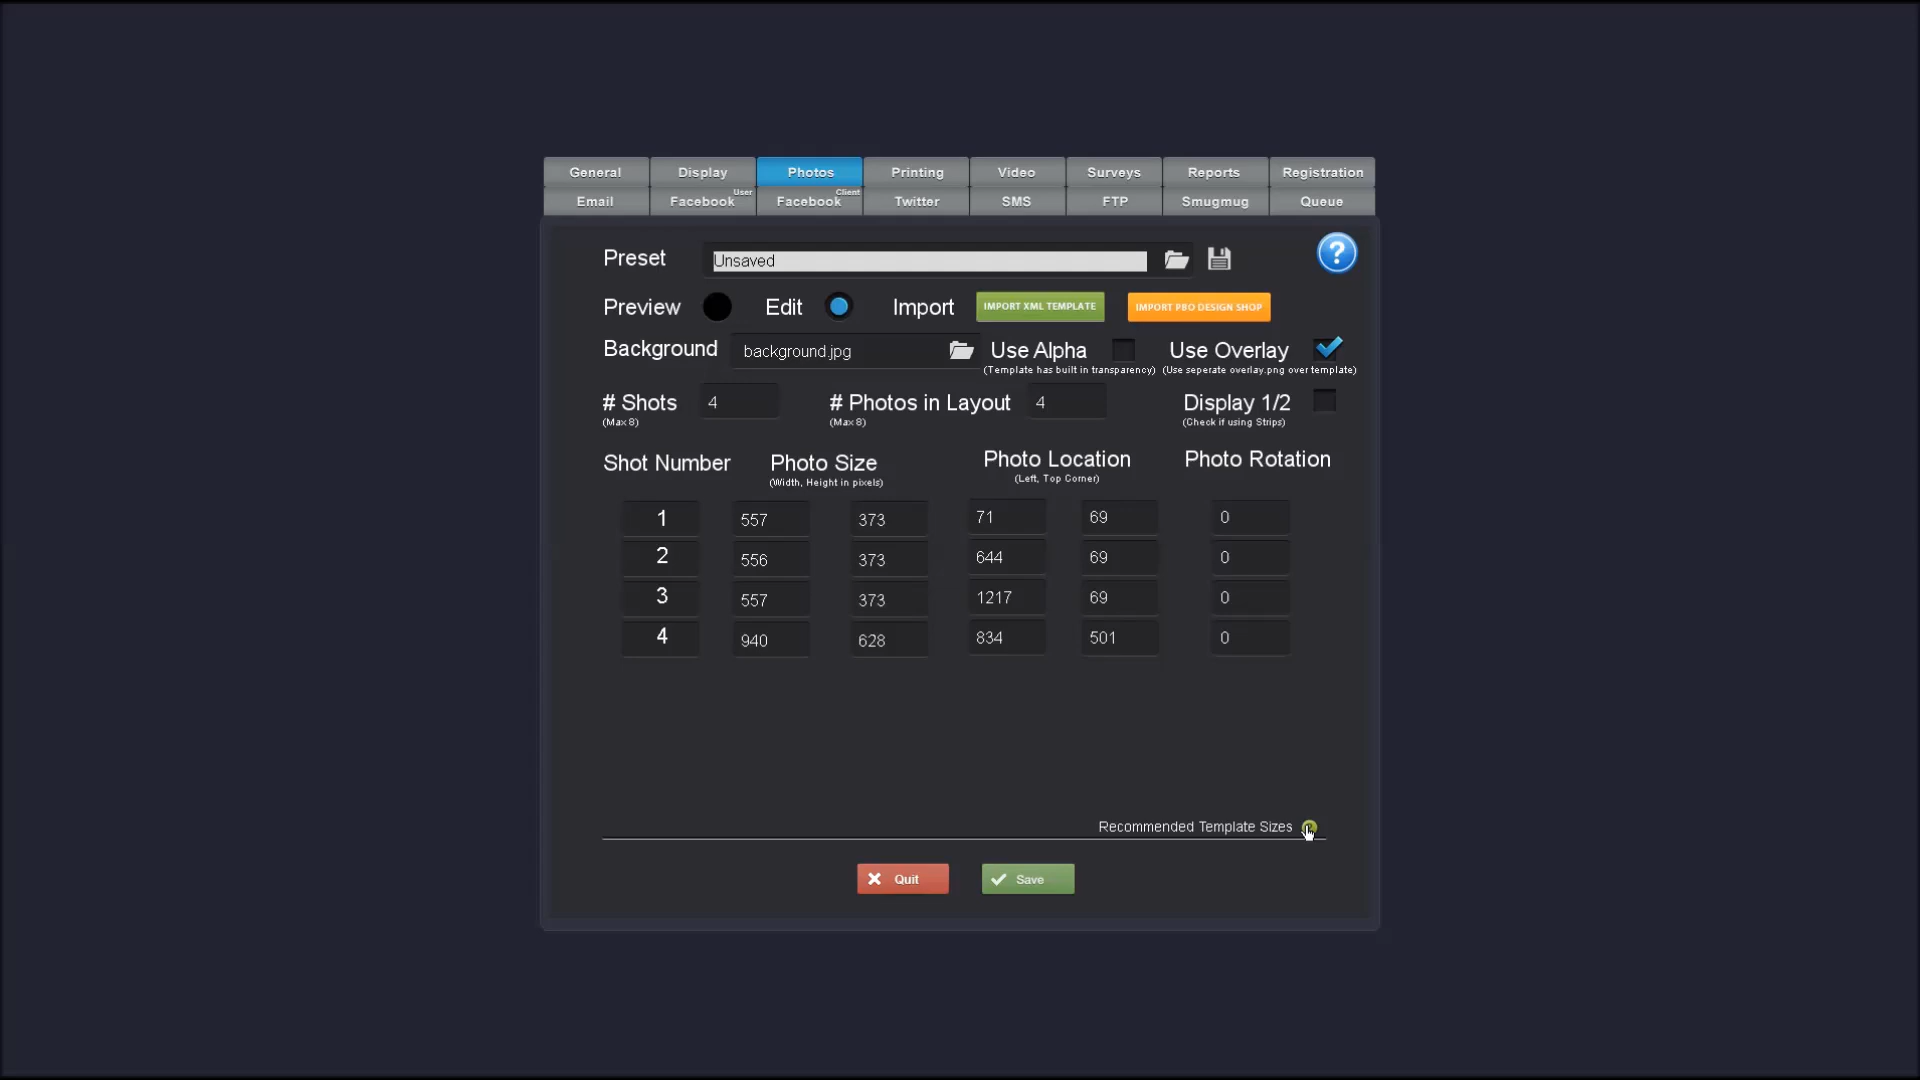 General Display Photos Printing Video Surveys Reports Registration
Email Facebook User Facebook Client Twitter SMS FTP Smugmug Queue
Preset Unsaved ?
Preview Edit Import IMPORT XML TEMPLATE IMPORT PBO DESIGN SHOP
Background background.jpg Use Alpha Use Overlay
(Template has built in transparency) (Use seperate overlay.png over template)
# Shots 4 # Photos in Layout 4 Display 1/2
(Max 8) (Max 8) (Check if using Strips)
Shot Number Photo Size Photo Location Photo Rotation
(Width, Height in pixels) (Left, Top Corner)
1 557 373 71 69 0
2 556 373 644 69 0
3 557 373 1217 69 0
4 940 628 834 501 0
Recommended Template Sizes
Quit Save